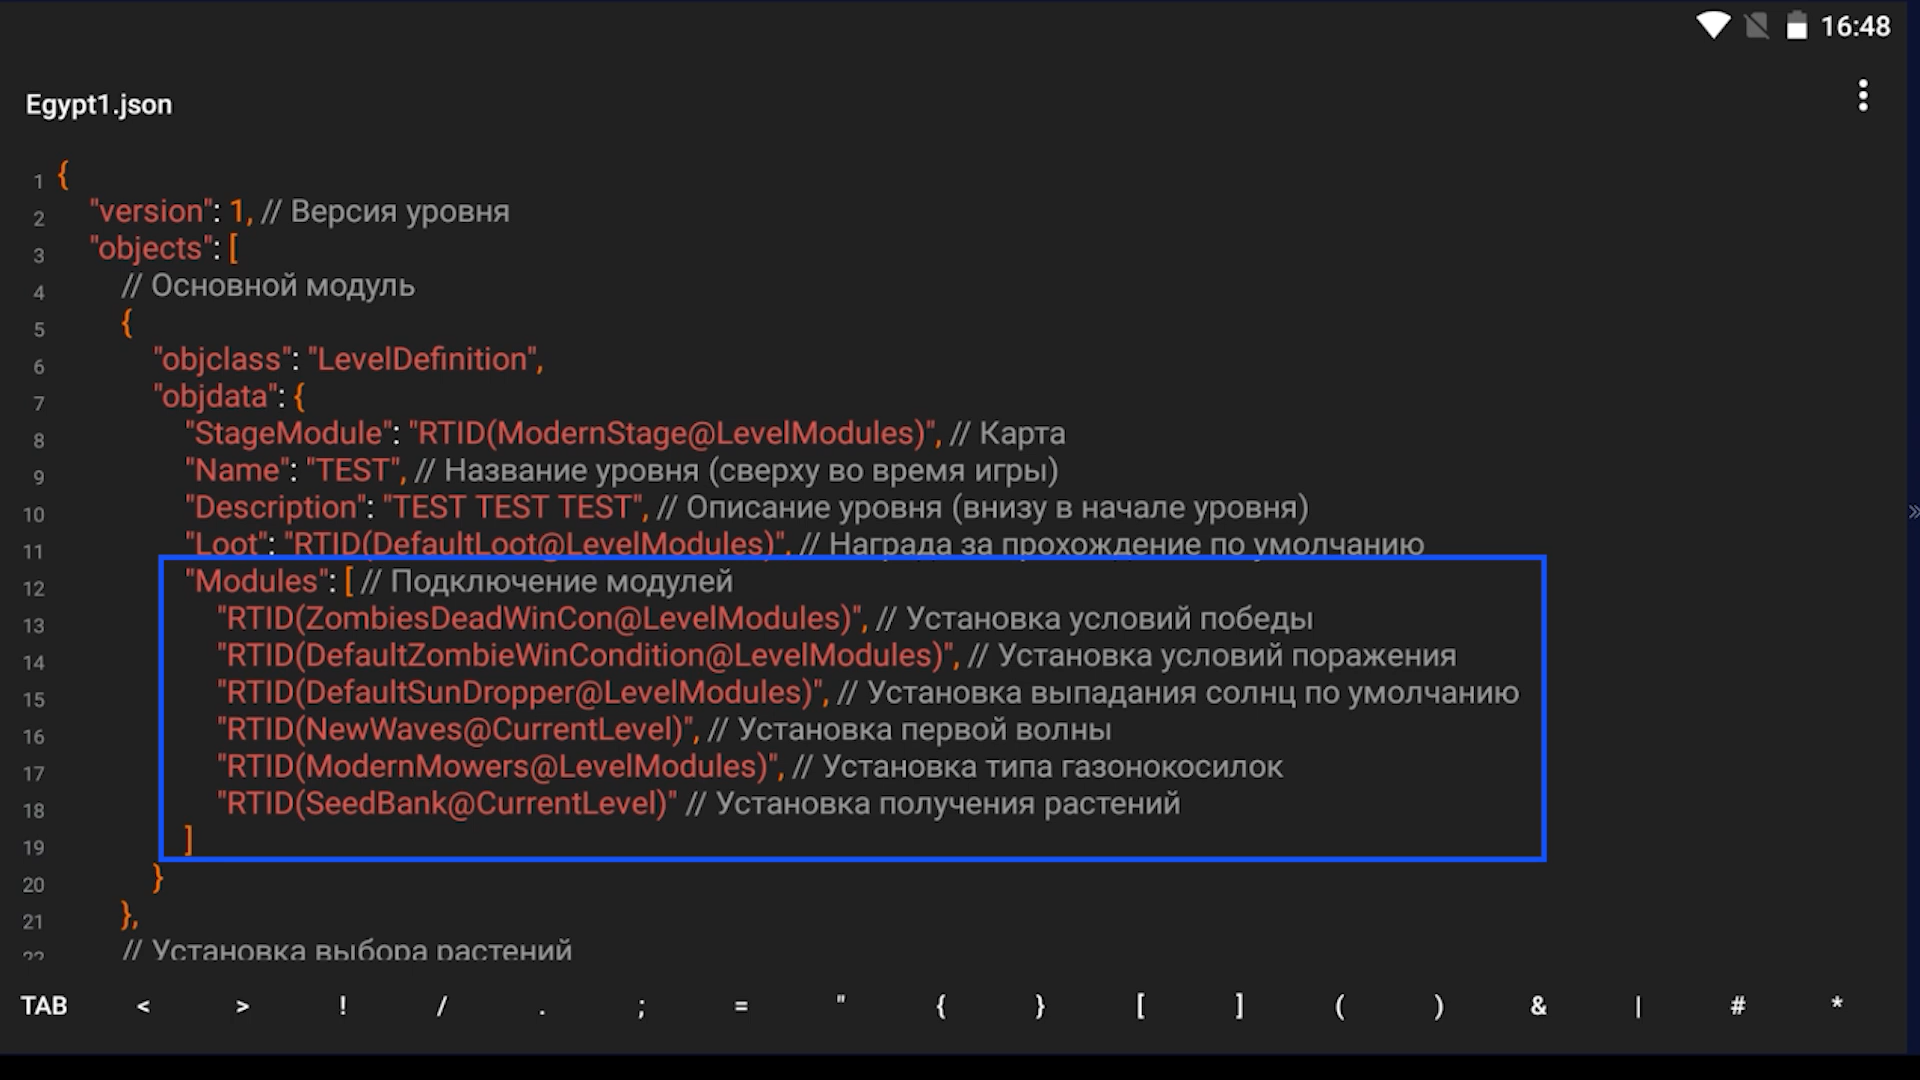 16:48
Egypt1.json
1 {
2 "version": 1, // Версия уровня
3 "objects": [
4 // Основной модуль
5 {
6 "objclass": "LevelDefinition",
7 "objdata": {
8 "StageModule": "RTID(ModernStage@LevelModules)", // Карта
9 "Name": "TEST", // Название уровня (сверху во время игры)
10 "Description": "TEST TEST TEST", // Описание уровня (внизу в начале уровня)
11 "Loot": "RTID(DefaultLoot@LevelModules)", // Награда за прохождение по умолчанию
12 "Modules": [ // Подключение модулей
13 "RTID(ZombiesDeadWinCon@LevelModules)", // Установка условий победы
14 "RTID(DefaultZombieWinCondition@LevelModules)", // Установка условий поражения
15 "RTID(DefaultSunDropper@LevelModules)", // Установка выпадания солнц по умолчанию
16 "RTID(NewWaves@CurrentLevel)", // Установка первой волны
17 "RTID(ModernMowers@LevelModules)", // Установка типа газонокосилок
18 "RTID(SeedBank@CurrentLevel)" // Установка получения растений
19 ]
20 }
21 },
22 // Установка выбора растений
TAB < > ! / . ; = " { } [ ] ( ) & | # *